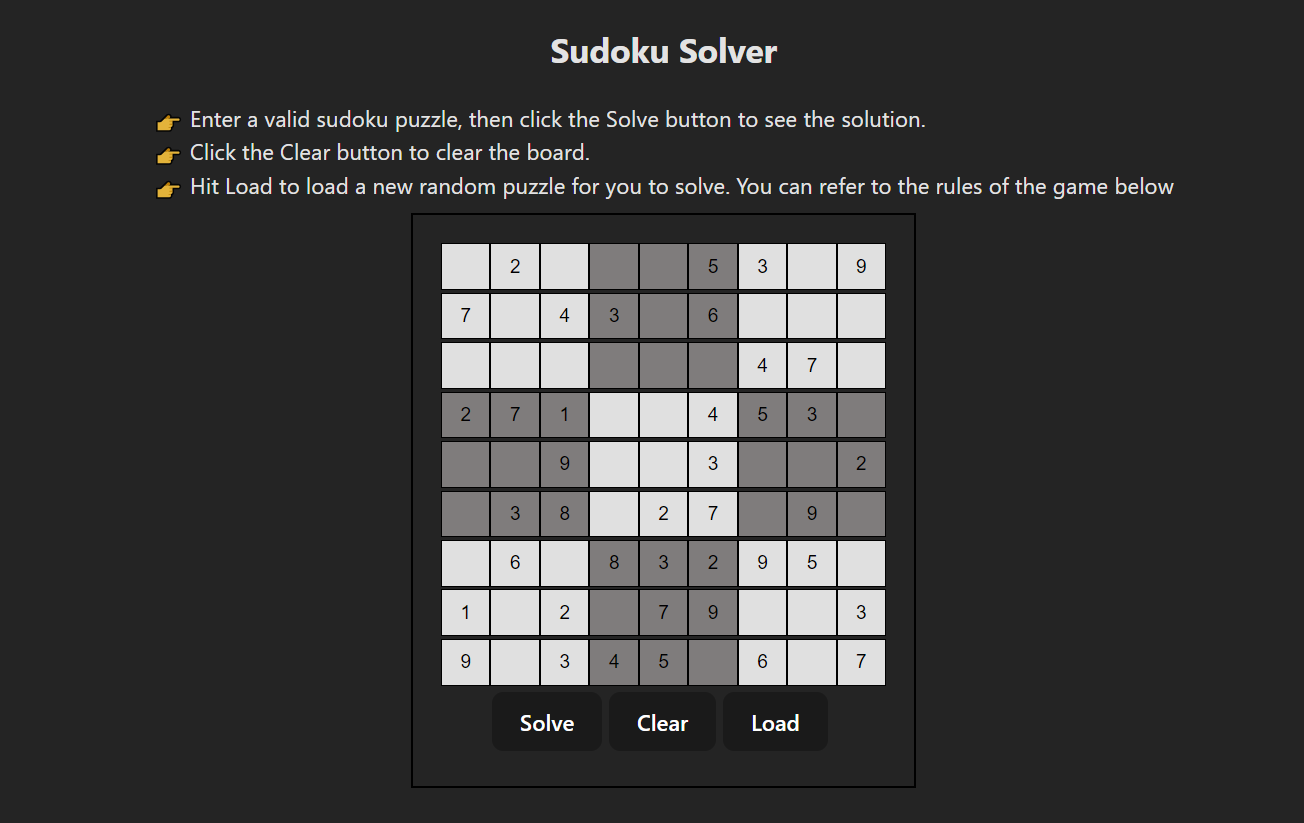 Sudoku Solver
👉 Enter a valid sudoku puzzle, then click the Solve button to see the solution.
👉 Click the Clear button to clear the board.
👉 Hit Load to load a new random puzzle for you to solve. You can refer to the rules of the game below
2 5 3 9
7 4 3 6
4 7
2 7 1 4 5 3
9 3 2
3 8 2 7 9
6 8 3 2 9 5
1 2 7 9 3
9 3 4 5 6 7
Solve Clear Load